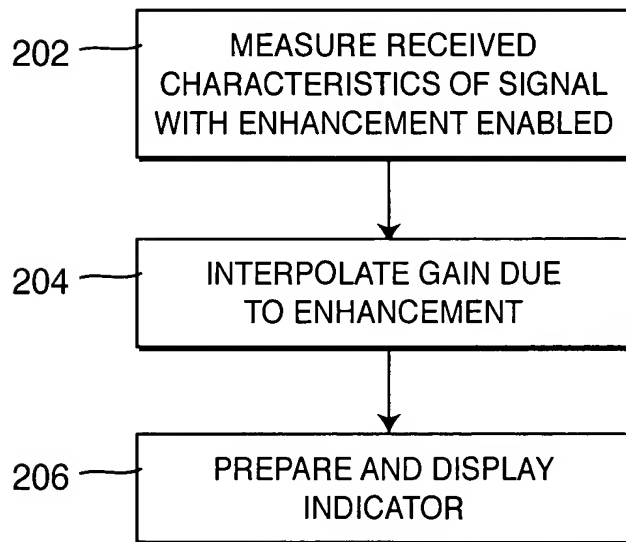 202
MEASURE RECEIVED
CHARACTERISTICS OF SIGNAL
WITH ENHANCEMENT ENABLED
204
INTERPOLATE GAIN DUE
TO ENHANCEMENT
206
PREPARE AND DISPLAY
INDICATOR